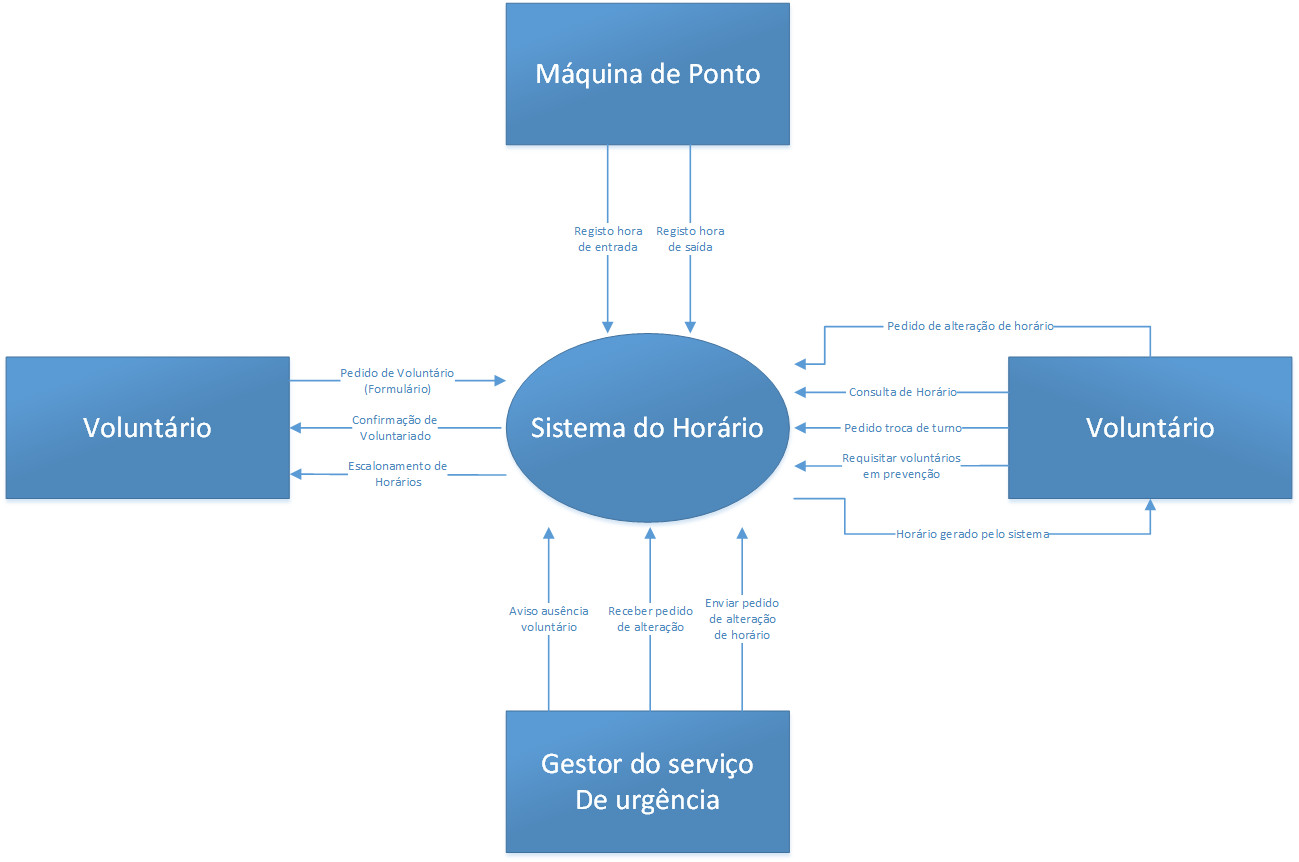 Máquina de Ponto
Registo hora
de entrada
Registo hora
de saída
Pedido de alteração de horário
Voluntário
Pedido de Voluntário
(Formulário)
Confirmação de
Voluntariado
Escalonamento de
Horários
Sistema do Horário
Consulta de Horário
Pedido troca de turno
Requisitar voluntários
em prevenção
Horário gerado pelo sistema
Voluntário
Aviso ausência
voluntário
Receber pedido
de alteração
Enviar pedido
de alteração
de horário
Gestor do serviço
De urgência